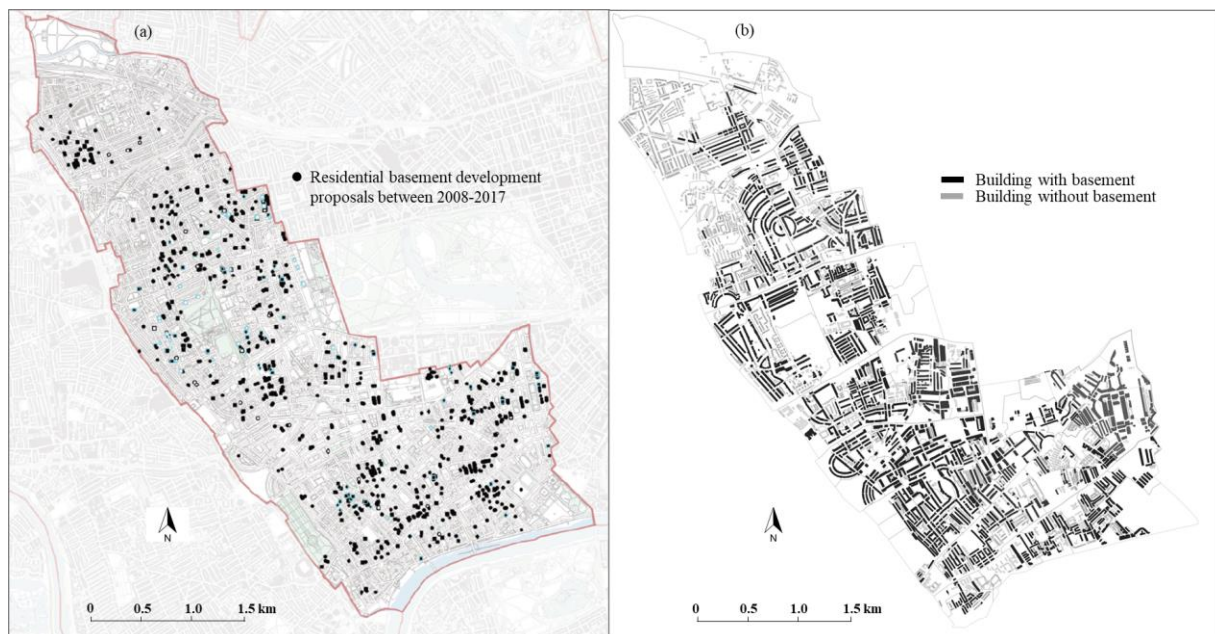 (a)
Residential basement development
proposals between 2008-2017
N
0 0.5 1.0 1.5 km
(b)
Building with basement
Building without basement
N
0 0.5 1.0 1.5 km